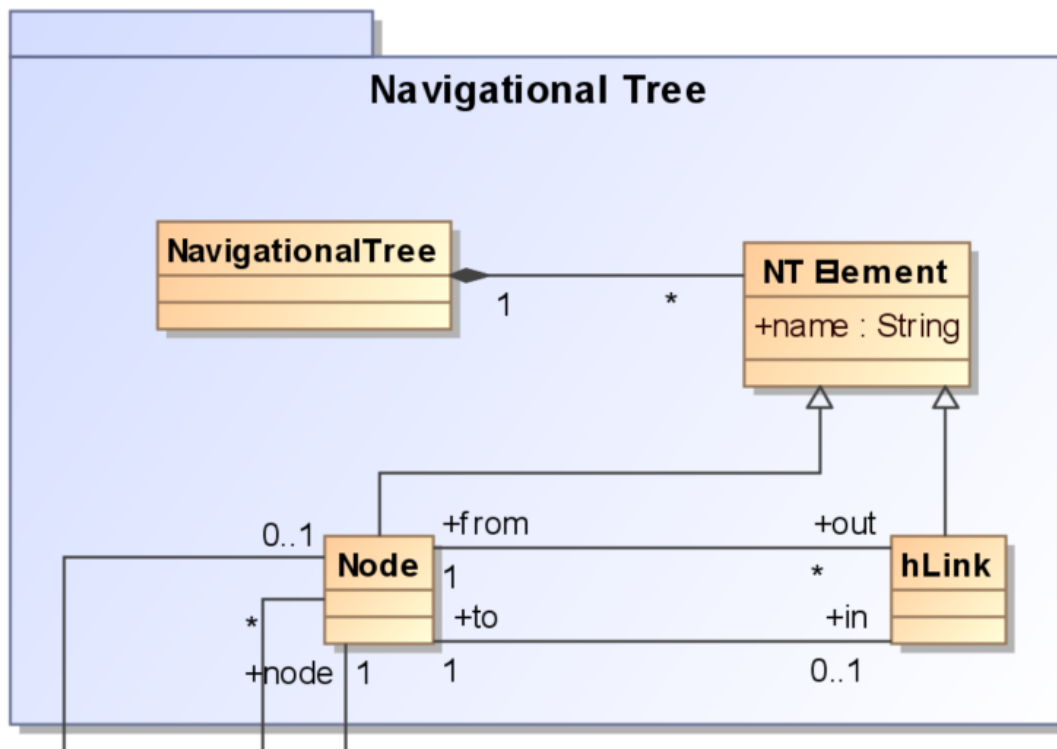 Navigational Tree
NavigationalTree
NT Element
+name : String
1
*
0..1
+from
+out
Node
hLink
1
*
+to
+in
*
+node
1
1
0..1